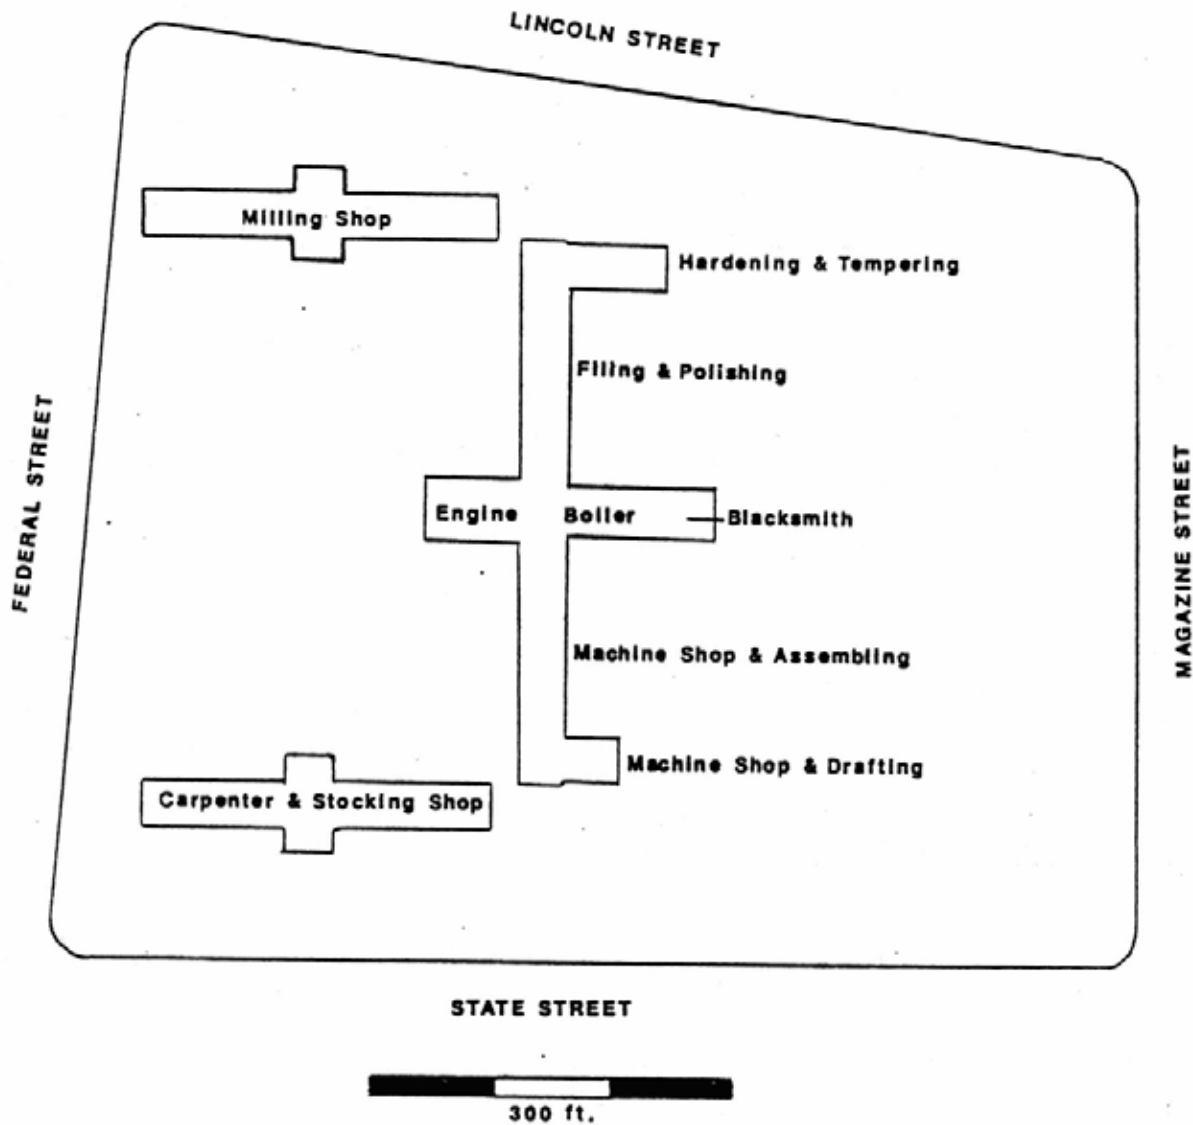 LINCOLN STREET
Milling Shop
Hardening & Tempering
Filing & Polishing
FEDERAL STREET
Engine
Boiler
Blacksmith
MAGAZINE STREET
Machine Shop & Assembling
Machine Shop & Drafting
Carpenter & Stocking Shop
STATE STREET
300 ft.